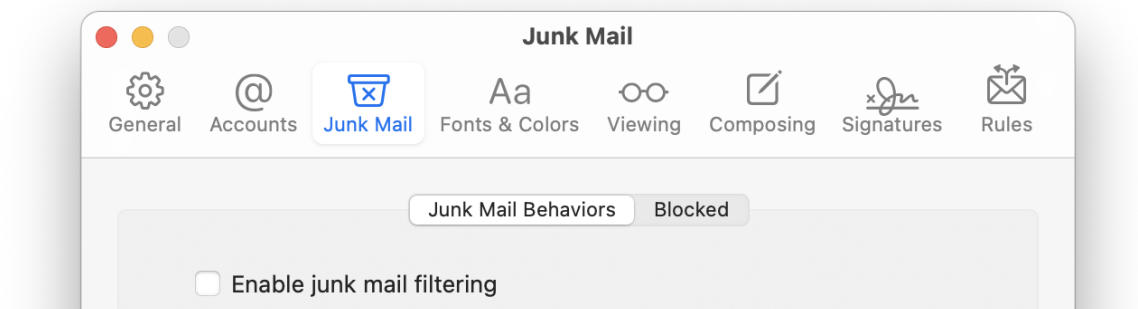 Junk Mail
General Accounts Junk Mail Fonts & Colors Viewing Composing Signatures Rules
Junk Mail Behaviors Blocked
Enable junk mail filtering